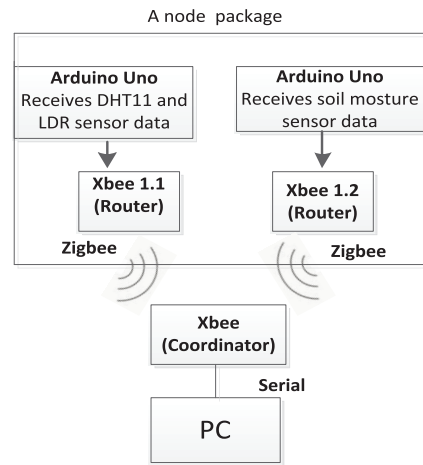 A node package
Arduino Uno
Receives DHT11 and
LDR sensor data
Arduino Uno
Receives soil mosture
sensor data
Xbee 1.1
(Router)
Xbee 1.2
(Router)
Zigbee
Zigbee
Xbee
(Coordinator)
Serial
PC